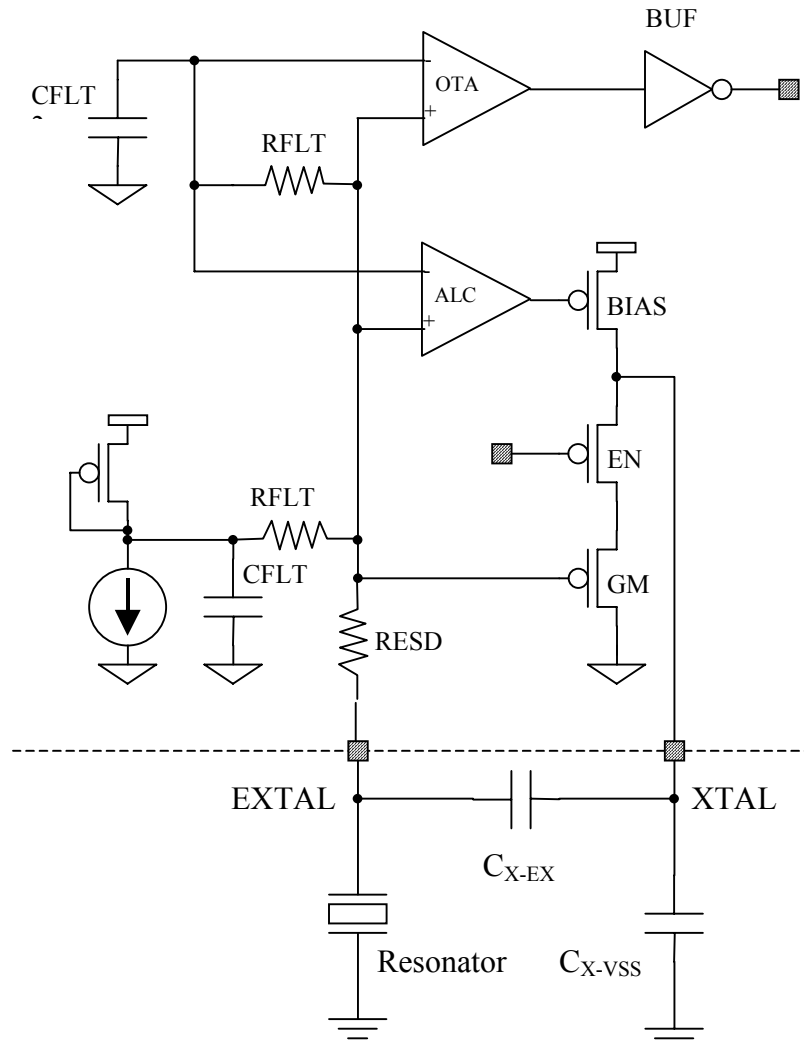 BUF
CFLT
OTA
-
+
RFLT
ALC
-
+
BIAS
EN
RFLT
CFLT
GM
RESD
EXTAL
XTAL
CX-EX
Resonator
CX-VSS